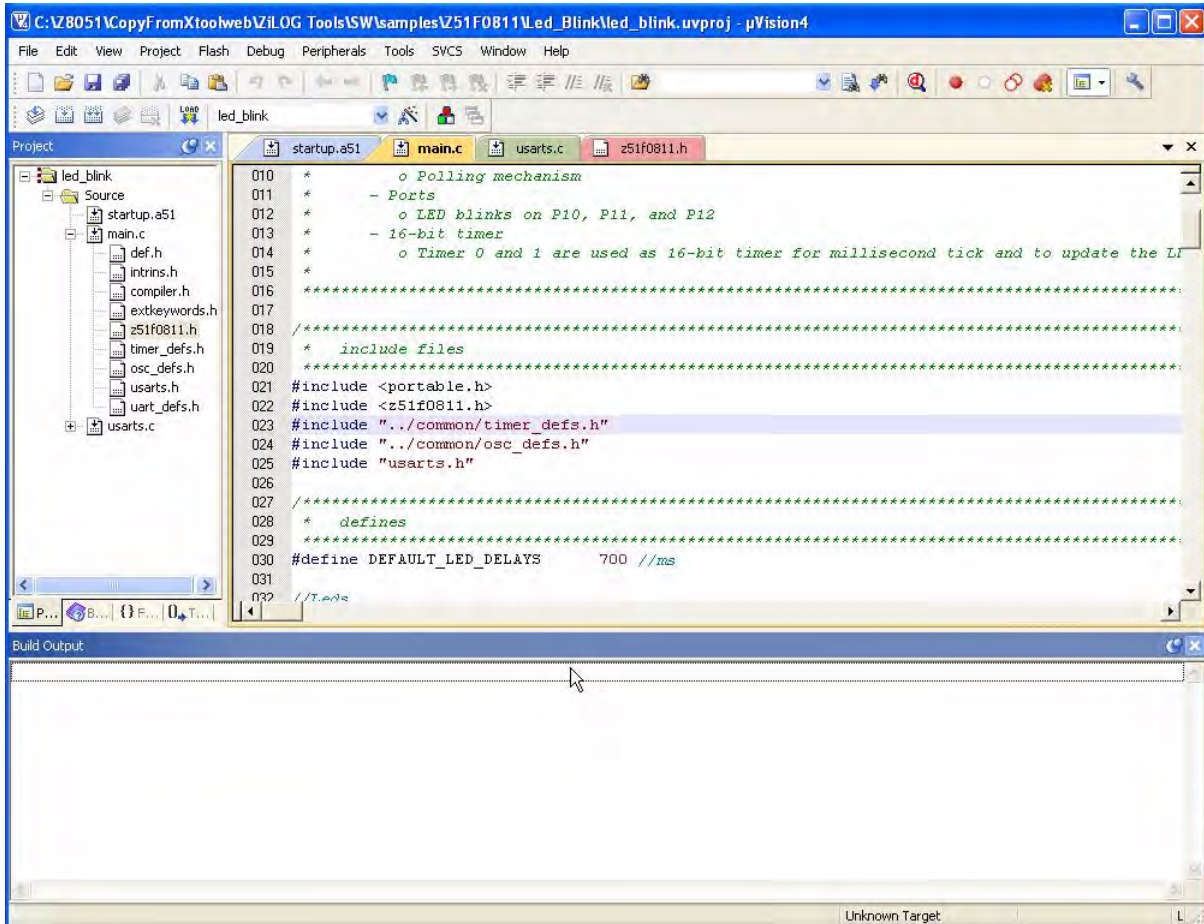 C:\Z8051\CopyFromXtoolweb\ZiLOG Tools\SW\samples\Z51F0811\Led_Blink\led_blink.uvproj - µVision4
File Edit View Project Flash Debug Peripherals Tools SVCS Window Help
LOAD led_blink
Project
startup.a51 main.c usarts.c z51f0811.h
led_blink
Source
startup.a51
main.c
def.h
intrins.h
compiler.h
extkeywords.h
z51f0811.h
timer_defs.h
osc_defs.h
usarts.h
uart_defs.h
usarts.c
P... B... {} F... 0 T...
010 * o Polling mechanism
011 * - Ports
012 * o LED blinks on P10, P11, and P12
013 * - 16-bit timer
014 * o Timer 0 and 1 are used as 16-bit timer for millisecond tick and to update the
015 *
016 ******************************************************************************
017
018 /*****************************************************************************
019 * include files
020 ******************************************************************************
021 #include <portable.h>
022 #include <z51f0811.h>
023 #include "../common/timer_defs.h"
024 #include "../common/osc_defs.h"
025 #include "usarts.h"
026
027 /*****************************************************************************
028 * defines
029 ******************************************************************************
030 #define DEFAULT_LED_DELAYS 700 //ms
031
032 //Leds
Build Output
Unknown Target L